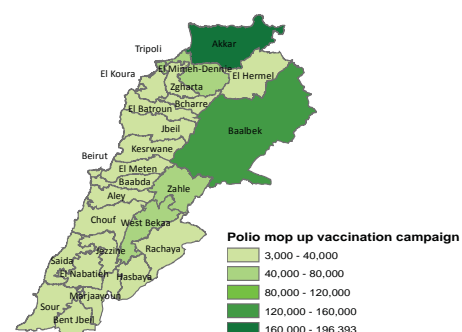 Akkar
Tripoli
El Minieh-Dennie
El Koura
El Hermel
Zgharta
Bcharre
El Batroun
Jbeil
Baalbek
Kesrwane
Beirut
El Meten
Baabda
Zahle
Aley
Chouf
West Bekaa
Jazzine
Rachaya
Saida
El Nabatieh
Hasbaya
Marjaayoun
Sour
Bent Jbeil
Polio mop up vaccination campaign
3,000 - 40,000
40,000 - 80,000
80,000 - 120,000
120,000 - 160,000
160,000 - 196,393